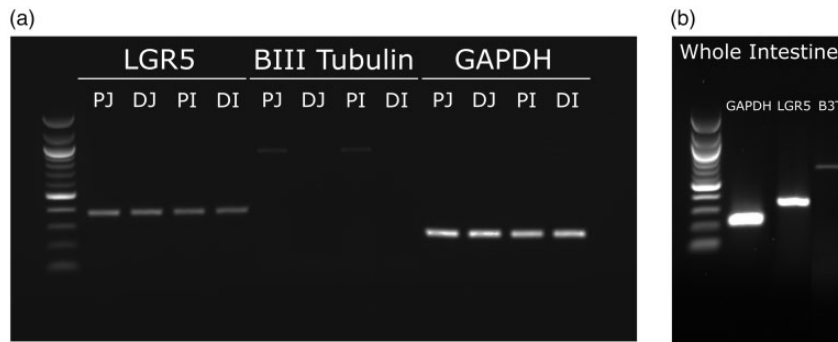 (a)
LGR5 BIII Tubulin GAPDH
PJ DJ PI DI PJ DJ PI DI PJ DJ PI DI
(b)
Whole Intestine
GAPDH LGR5